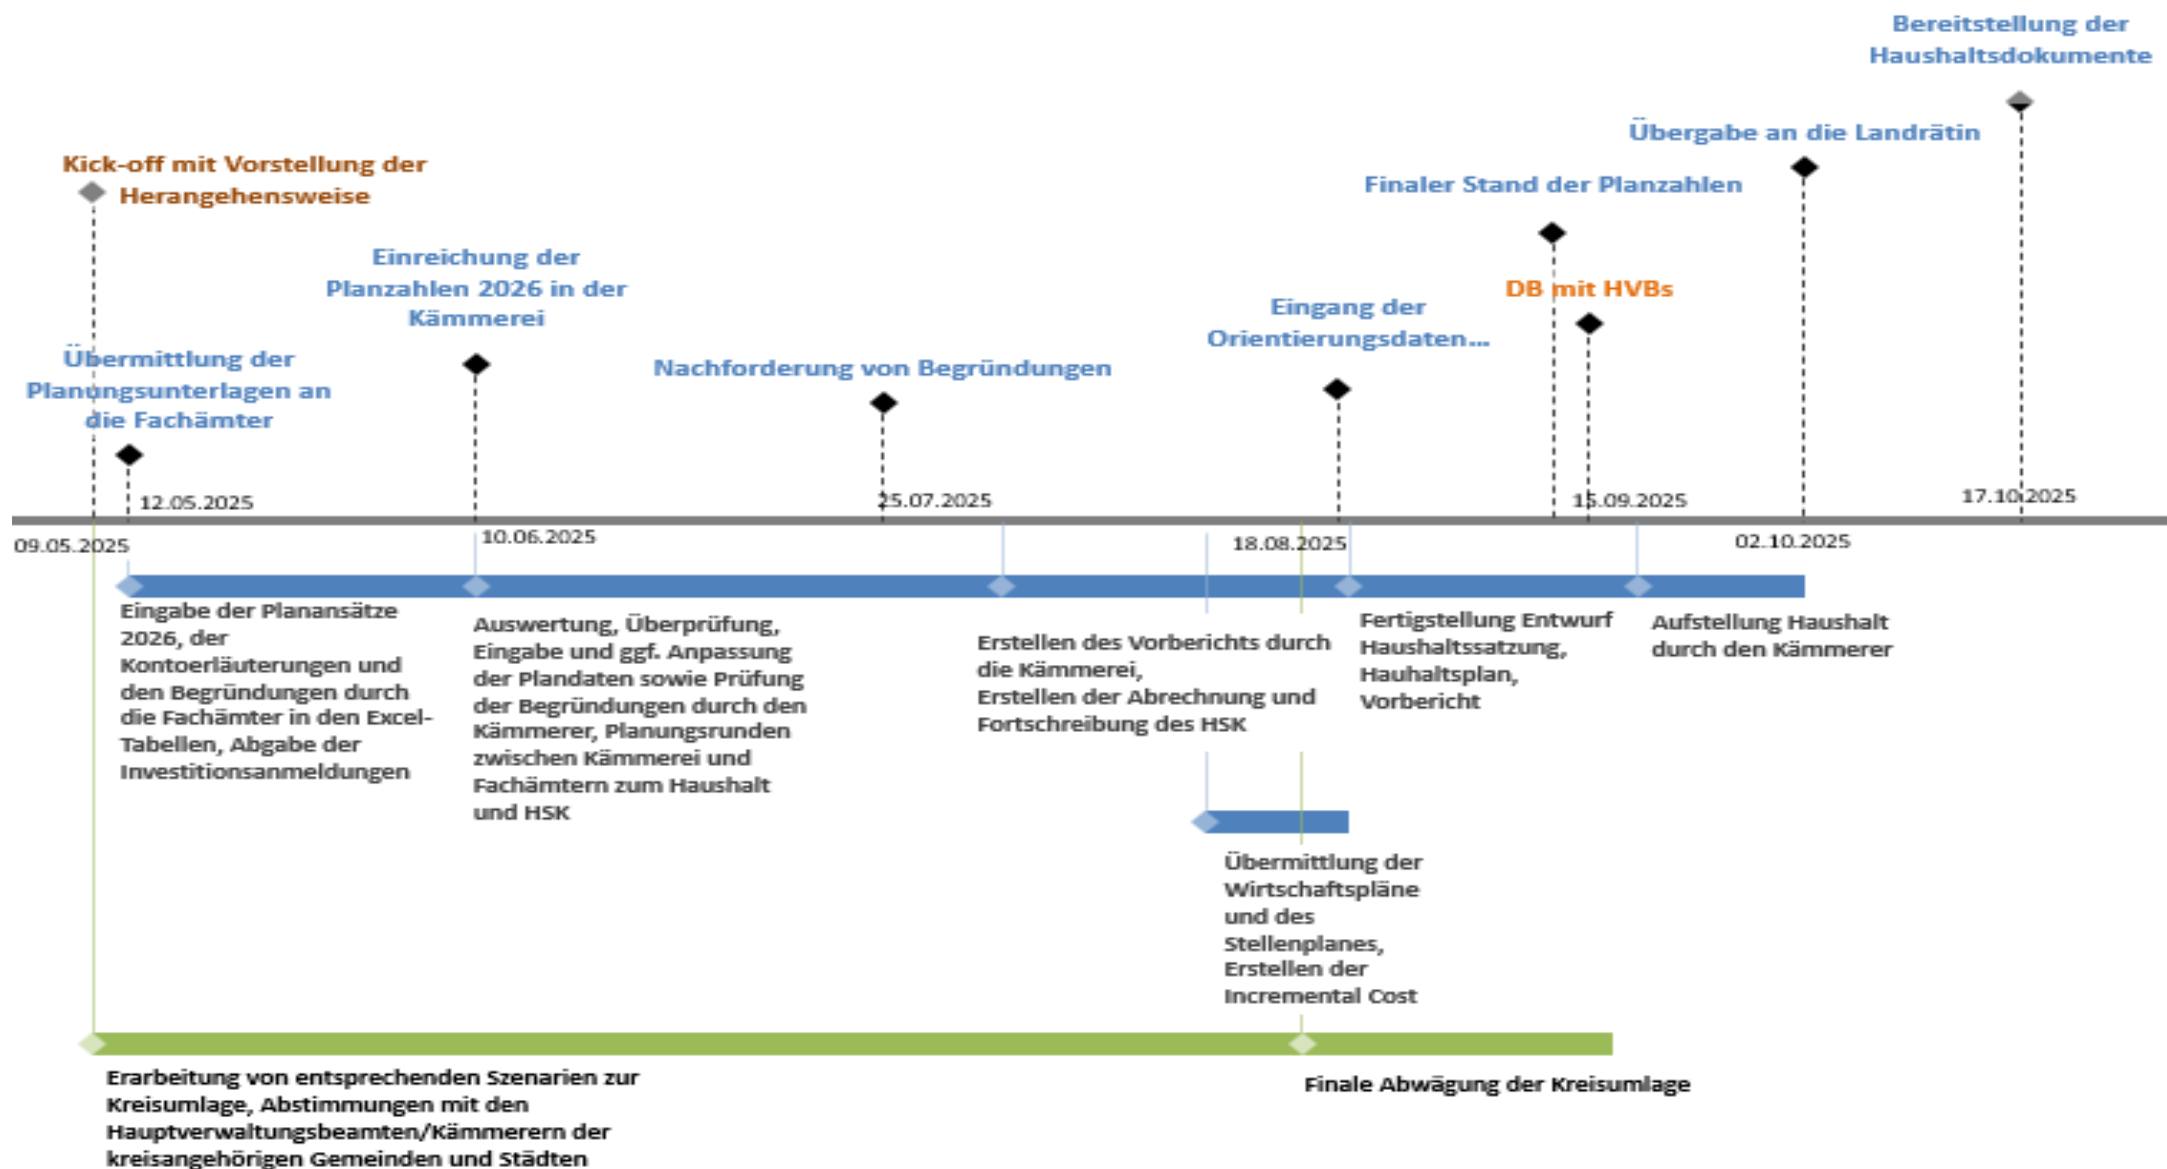 Bereitstellung der
Haushaltsdokumente
Übergabe an die Landrätin
Kick-off mit Vorstellung der
Herangehensweise
Finaler Stand der Planzahlen
Einreichung der
Planzahlen 2026 in der
Kämmerei
DB mit HVBs
Eingang der
Orientierungsdaten...
Übermittlung der
Planungsunterlagen an
die Fachämter
Nachforderung von Begründungen
12.05.2025
25.07.2025
15.09.2025
17.10.2025
09.05.2025
10.06.2025
18.08.2025
02.10.2025
Eingabe der Planansätze
2026, der
Kontoerläuterungen und
den Begründungen durch
die Fachämter in den Excel-
Tabellen, Abgabe der
Investitionsanmeldungen
Auswertung, Überprüfung,
Eingabe und ggf. Anpassung
der Plandaten sowie Prüfung
der Begründungen durch den
Kämmerer, Planungsrunden
zwischen Kämmerei und
Fachämtern zum Haushalt
und HSK
Erstellen des Vorberichts durch
die Kämmerei,
Erstellen der Abrechnung und
Fortschreibung des HSK
Fertigstellung Entwurf
Haushaltssatzung,
Hauhaltsplan,
Vorbericht
Aufstellung Haushalt
durch den Kämmerer
Übermittlung der
Wirtschaftspläne
und des
Stellenplanes,
Erstellen der
Incremental Cost
Erarbeitung von entsprechenden Szenarien zur
Kreisumlage, Abstimmungen mit den
Hauptverwaltungsbeamten/Kämmerern der
kreisangehörigen Gemeinden und Städten
Finale Abwägung der Kreisumlage